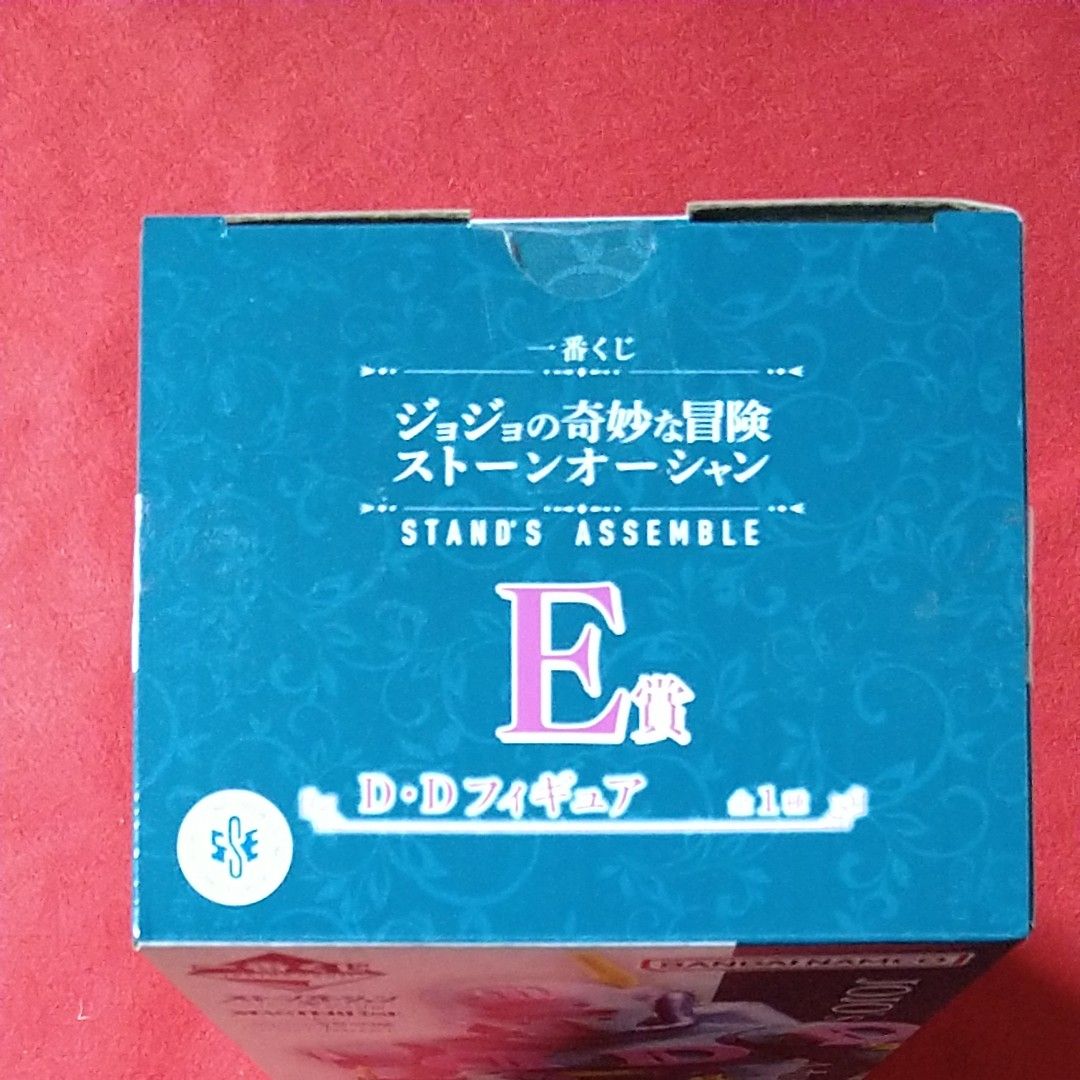 一番くじ
ジョジョの奇妙な冒険
ストーンオーシャン
STAND'S ASSEMBLE
E賞
D・Dフィギュア 全1種
BANDAI NAMCO